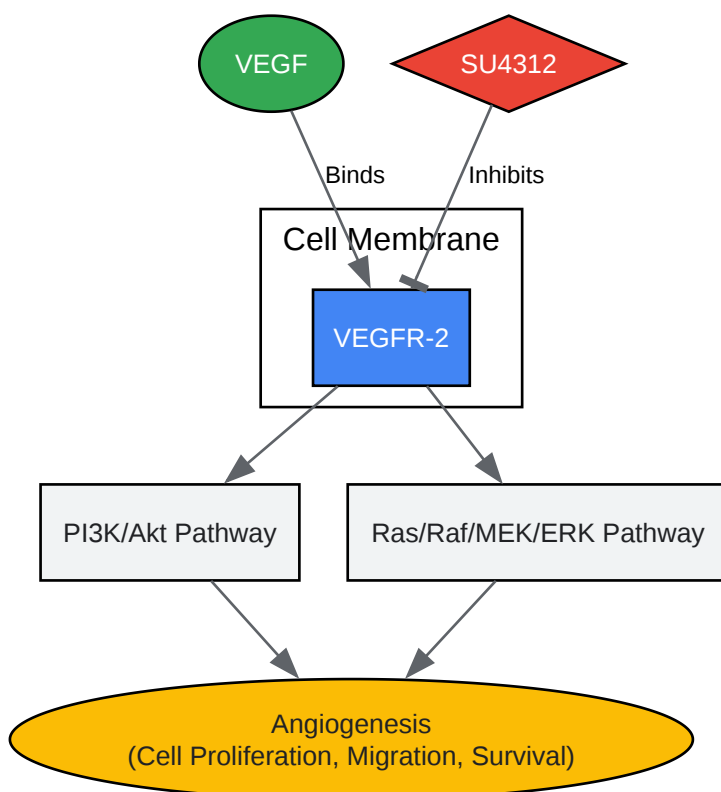 VEGF
SU4312
Binds
Inhibits
Cell Membrane
VEGFR-2
PI3K/Akt Pathway
Ras/Raf/MEK/ERK Pathway
Angiogenesis
(Cell Proliferation, Migration, Survival)